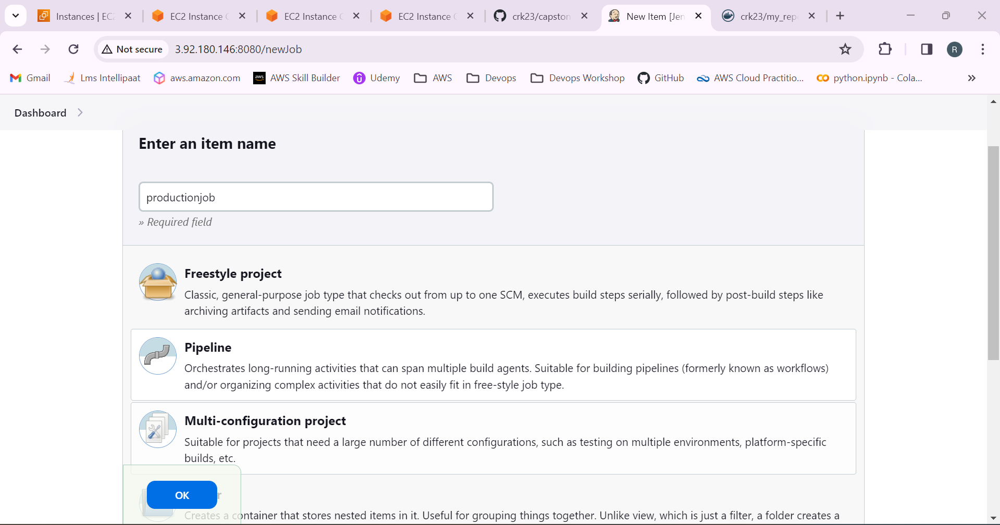 Instances | EC
EC2 Instance C
EC2 Instance C
EC2 Instance C
crk23/capston
New Item [Jen
crk23/my_rep
Not secure
3.92.180.146:8080/newJob
R
Gmail
Lms Intellipaat
aws.amazon.com
aws
AWS Skill Builder
Udemy
AWS
Devops
Devops Workshop
GitHub
AWS Cloud Practitio...
python.ipynb - Cola...
Dashboard
Enter an item name
productionjob
» Required field
Freestyle project
Classic, general-purpose job type that checks out from up to one SCM, executes build steps serially, followed by post-build steps like
archiving artifacts and sending email notifications.
Pipeline
Orchestrates long-running activities that can span multiple build agents. Suitable for building pipelines (formerly known as workflows)
and/or organizing complex activities that do not easily fit in free-style job type.
Multi-configuration project
Suitable for projects that need a large number of different configurations, such as testing on multiple environments, platform-specific
builds, etc.
OK
Creates a container that stores nested items in it. Useful for grouping things together. Unlike view, which is just a filter, a folder creates a